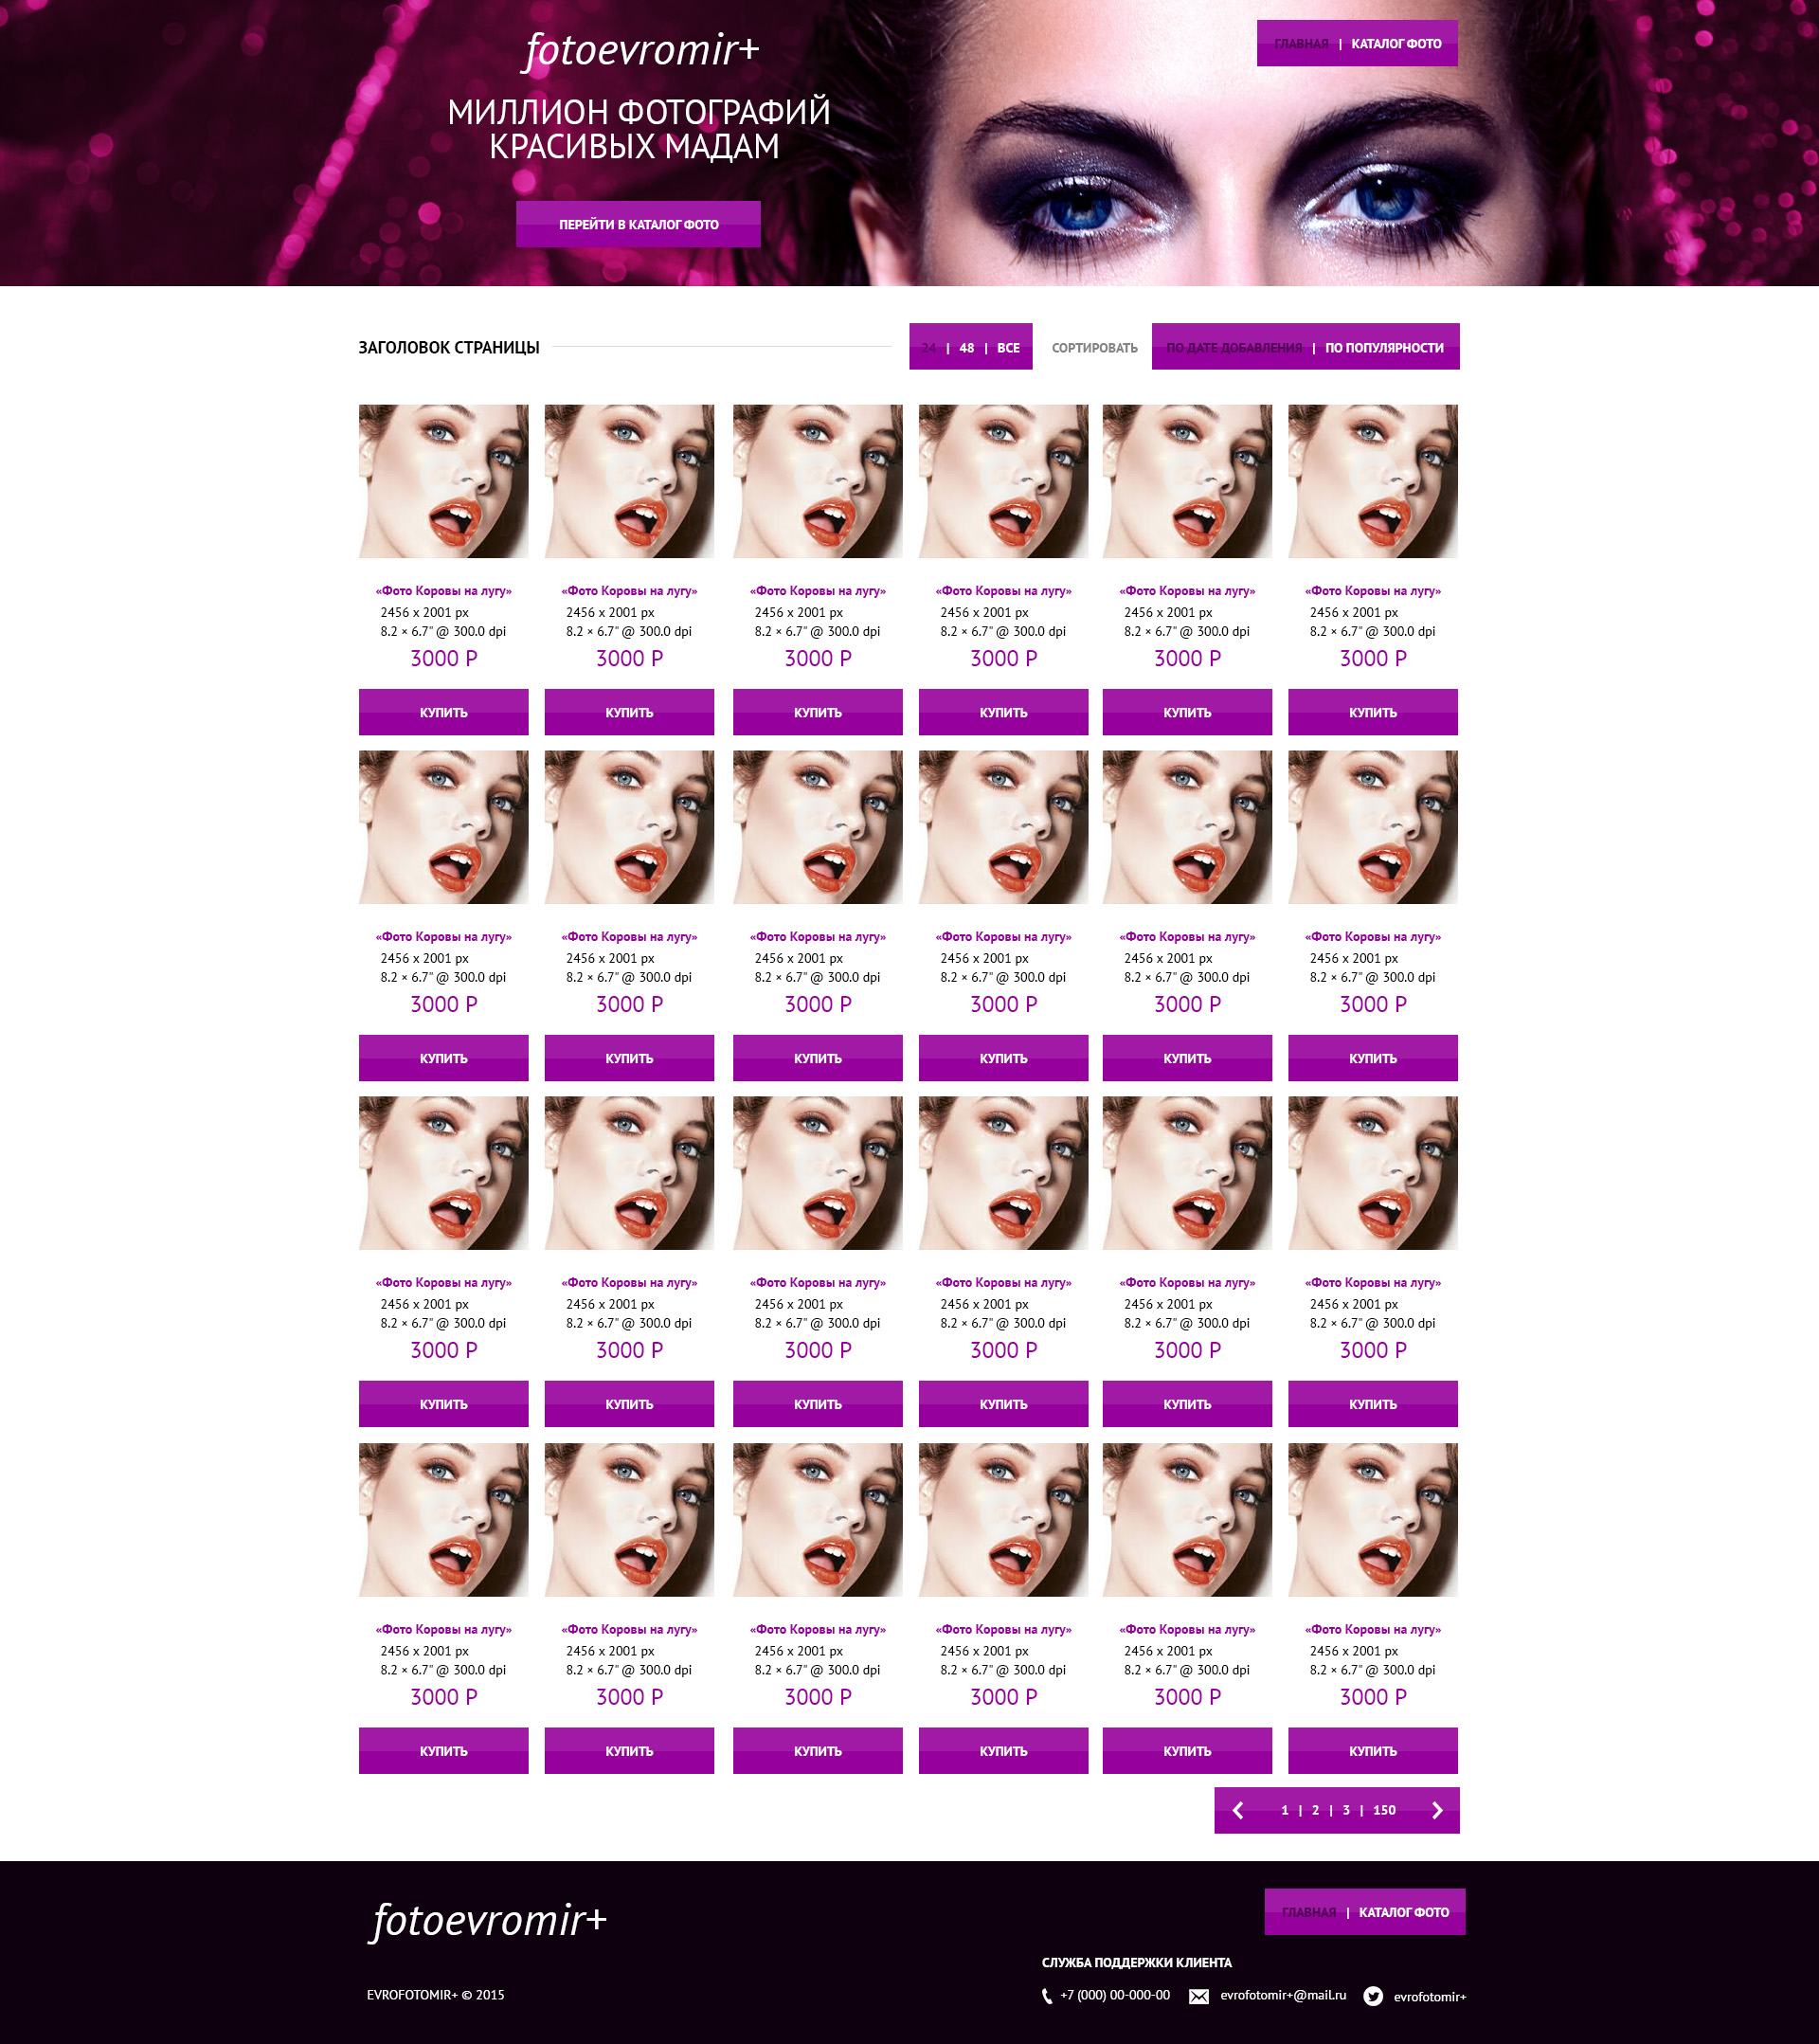 fotoevromir+
ГЛАВНАЯ | КАТАЛОГ ФОТО
МИЛЛИОН ФОТОГРАФИЙ
КРАСИВЫХ МАДАМ
ПЕРЕЙТИ В КАТАЛОГ ФОТО
ЗАГОЛОВОК СТРАНИЦЫ
24 | 48 | ВСЕ
СОРТИРОВАТЬ
ПО ДАТЕ ДОБАВЛЕНИЯ | ПО ПОПУЛЯРНОСТИ
«Фото Коровы на лугу» «Фото Коровы на лугу» «Фото Коровы на лугу» «Фото Коровы на лугу» «Фото Коровы на лугу» «Фото Коровы на лугу»
2456 x 2001 px 2456 x 2001 px 2456 x 2001 px 2456 x 2001 px 2456 x 2001 px 2456 x 2001 px
8.2 × 6.7" @ 300.0 dpi 8.2 × 6.7" @ 300.0 dpi 8.2 × 6.7" @ 300.0 dpi 8.2 × 6.7" @ 300.0 dpi 8.2 × 6.7" @ 300.0 dpi 8.2 × 6.7" @ 300.0 dpi
3000 Р 3000 Р 3000 Р 3000 Р 3000 Р 3000 Р
КУПИТЬ КУПИТЬ КУПИТЬ КУПИТЬ КУПИТЬ КУПИТЬ
«Фото Коровы на лугу» «Фото Коровы на лугу» «Фото Коровы на лугу» «Фото Коровы на лугу» «Фото Коровы на лугу» «Фото Коровы на лугу»
2456 x 2001 px 2456 x 2001 px 2456 x 2001 px 2456 x 2001 px 2456 x 2001 px 2456 x 2001 px
8.2 × 6.7" @ 300.0 dpi 8.2 × 6.7" @ 300.0 dpi 8.2 × 6.7" @ 300.0 dpi 8.2 × 6.7" @ 300.0 dpi 8.2 × 6.7" @ 300.0 dpi 8.2 × 6.7" @ 300.0 dpi
3000 Р 3000 Р 3000 Р 3000 Р 3000 Р 3000 Р
КУПИТЬ КУПИТЬ КУПИТЬ КУПИТЬ КУПИТЬ КУПИТЬ
«Фото Коровы на лугу» «Фото Коровы на лугу» «Фото Коровы на лугу» «Фото Коровы на лугу» «Фото Коровы на лугу» «Фото Коровы на лугу»
2456 x 2001 px 2456 x 2001 px 2456 x 2001 px 2456 x 2001 px 2456 x 2001 px 2456 x 2001 px
8.2 × 6.7" @ 300.0 dpi 8.2 × 6.7" @ 300.0 dpi 8.2 × 6.7" @ 300.0 dpi 8.2 × 6.7" @ 300.0 dpi 8.2 × 6.7" @ 300.0 dpi 8.2 × 6.7" @ 300.0 dpi
3000 Р 3000 Р 3000 Р 3000 Р 3000 Р 3000 Р
КУПИТЬ КУПИТЬ КУПИТЬ КУПИТЬ КУПИТЬ КУПИТЬ
«Фото Коровы на лугу» «Фото Коровы на лугу» «Фото Коровы на лугу» «Фото Коровы на лугу» «Фото Коровы на лугу» «Фото Коровы на лугу»
2456 x 2001 px 2456 x 2001 px 2456 x 2001 px 2456 x 2001 px 2456 x 2001 px 2456 x 2001 px
8.2 × 6.7" @ 300.0 dpi 8.2 × 6.7" @ 300.0 dpi 8.2 × 6.7" @ 300.0 dpi 8.2 × 6.7" @ 300.0 dpi 8.2 × 6.7" @ 300.0 dpi 8.2 × 6.7" @ 300.0 dpi
3000 Р 3000 Р 3000 Р 3000 Р 3000 Р 3000 Р
КУПИТЬ КУПИТЬ КУПИТЬ КУПИТЬ КУПИТЬ КУПИТЬ
1 | 2 | 3 | 150
fotoevromir+
ГЛАВНАЯ | КАТАЛОГ ФОТО
СЛУЖБА ПОДДЕРЖКИ КЛИЕНТА
EVROFOTOMIR+ © 2015
+7 (000) 00-000-00 evrofotomir+@mail.ru evrofotomir+